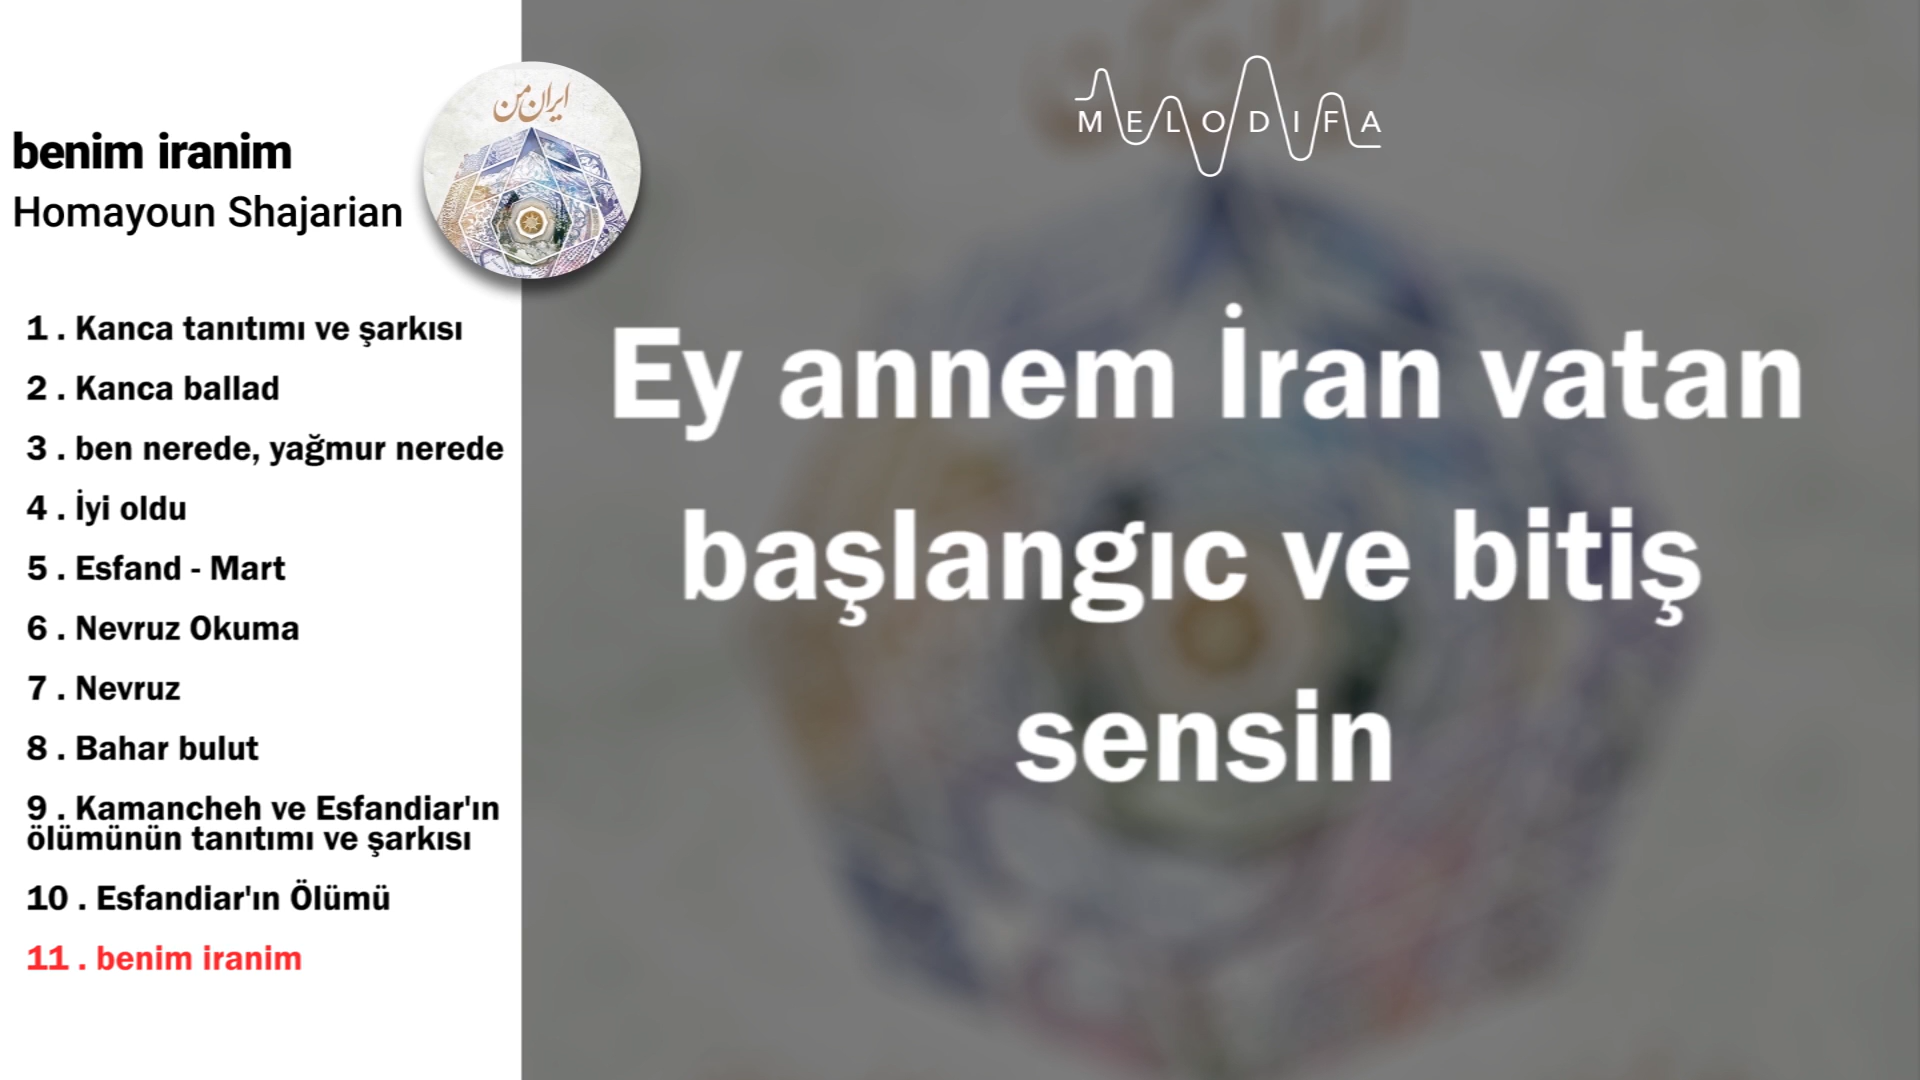 benim iranim
Homayoun Shajarian
ایران من
1 . Kanca tanıtımı ve şarkısı
2 . Kanca ballad
3 . ben nerede, yağmur nerede
4 . İyi oldu
5 . Esfand - Mart
6 . Nevruz Okuma
7 . Nevruz
8 . Bahar bulut
9 . Kamancheh ve Esfandiar'ın
ölümünün tanıtımı ve şarkısı
10 . Esfandiar'ın Ölümü
11 . benim iranim
MELODIFA
Ey annem İran vatan
başlangıc ve bitiş
sensin